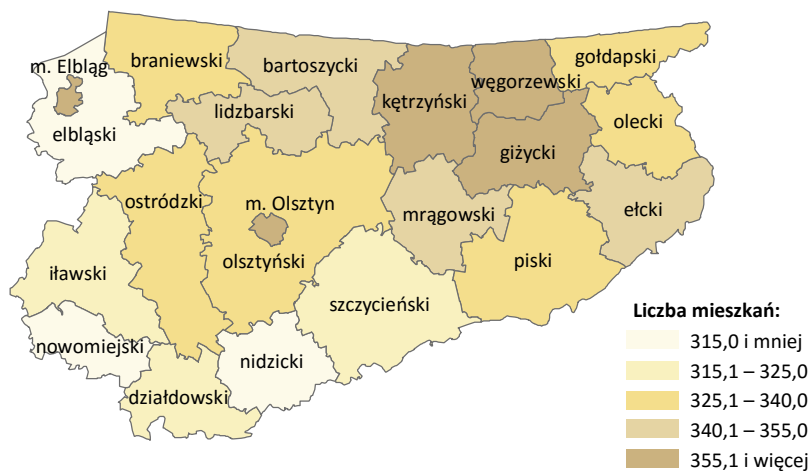 braniewski
bartoszycki
gołdapski
m. Elbląg
węgorzewski
kętrzyński
lidzbarski
olecki
elbląski
giżycki
ostródzki
m. Olsztyn
mrągowski
ełcki
olsztyński
piski
iławski
szczycieński
nowomiejski
nidzicki
działdowski
Liczba mieszkań:
315,0 i mniej
315,1 – 325,0
325,1 – 340,0
340,1 – 355,0
355,1 i więcej